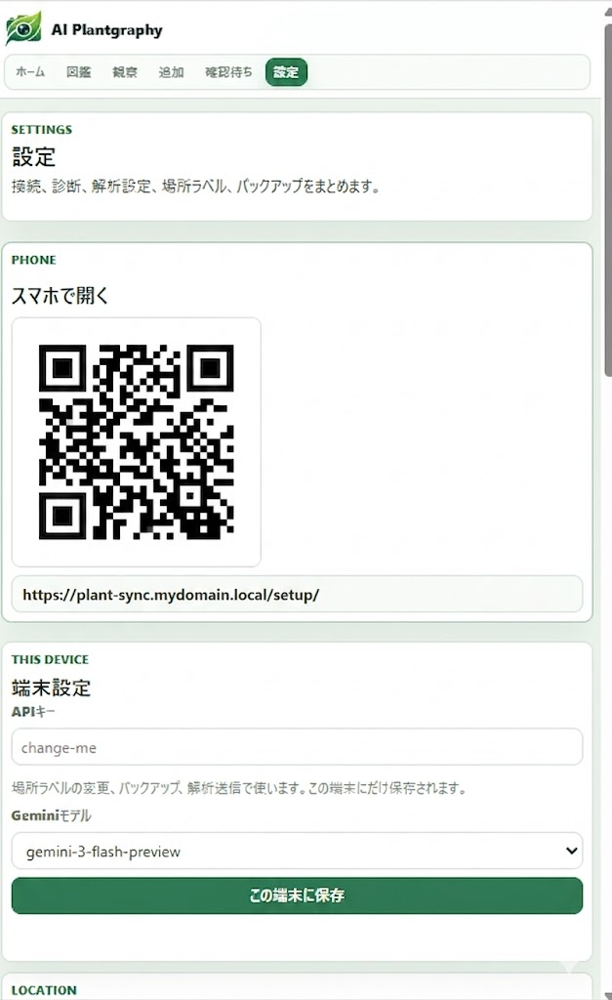 AI Plantgraphy
ホーム 図鑑 観察 追加 確認待ち 設定
SETTINGS
設定
接続、診断、解析設定、場所ラベル、バックアップをまとめます。
PHONE
スマホで開く
https://plant-sync.mydomain.local/setup/
THIS DEVICE
端末設定
APIキー
change-me
場所ラベルの変更、バックアップ、解析送信で使います。この端末にだけ保存されます。
Geminiモデル
gemini-3-flash-preview
この端末に保存
LOCATION